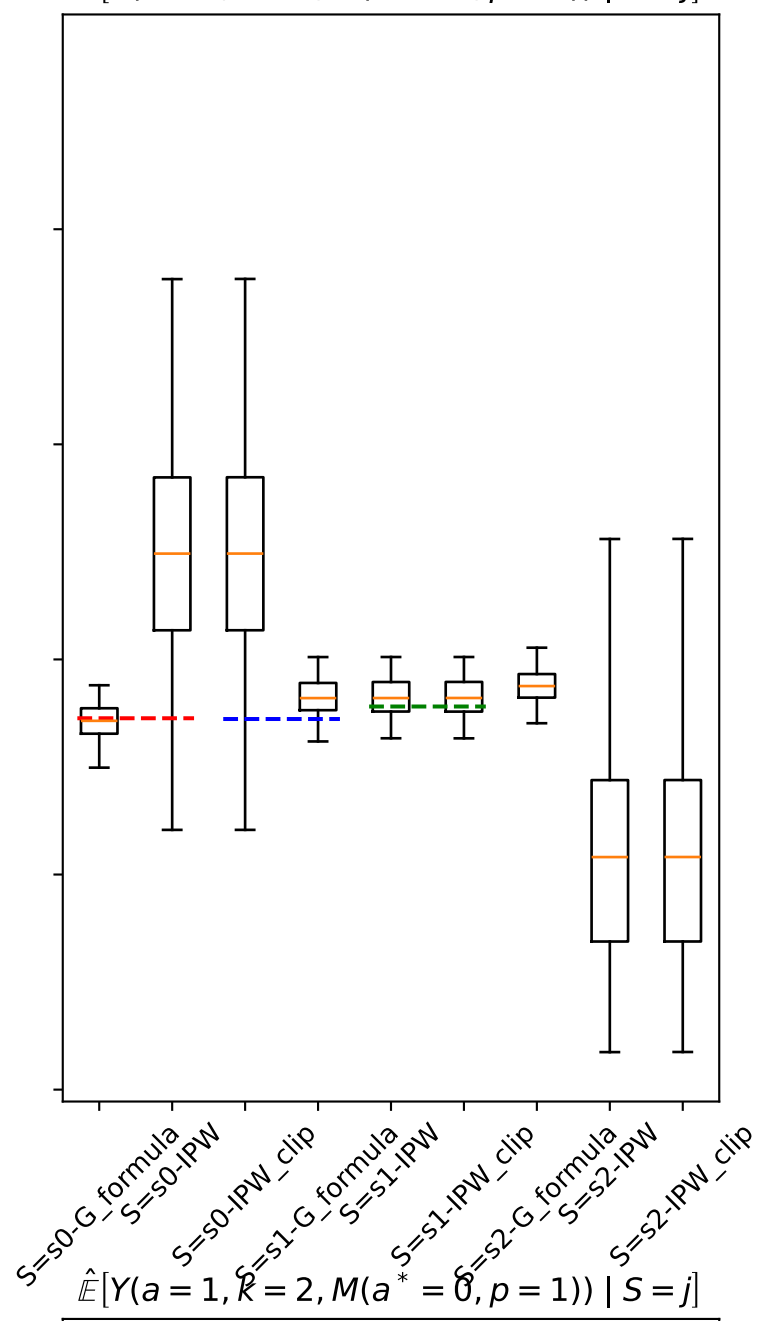 S=s0-G_formula
S=s0-IPW
S=s0-IPW_clip
S=s1-G_formula
S=s1-IPW
S=s1-IPW_clip
S=s2-G_formula
S=s2-IPW
S=s2-IPW_clip
𝔼̂[Y(a = 1, k = 2, M(a* = 0, p = 1)) | S = j]